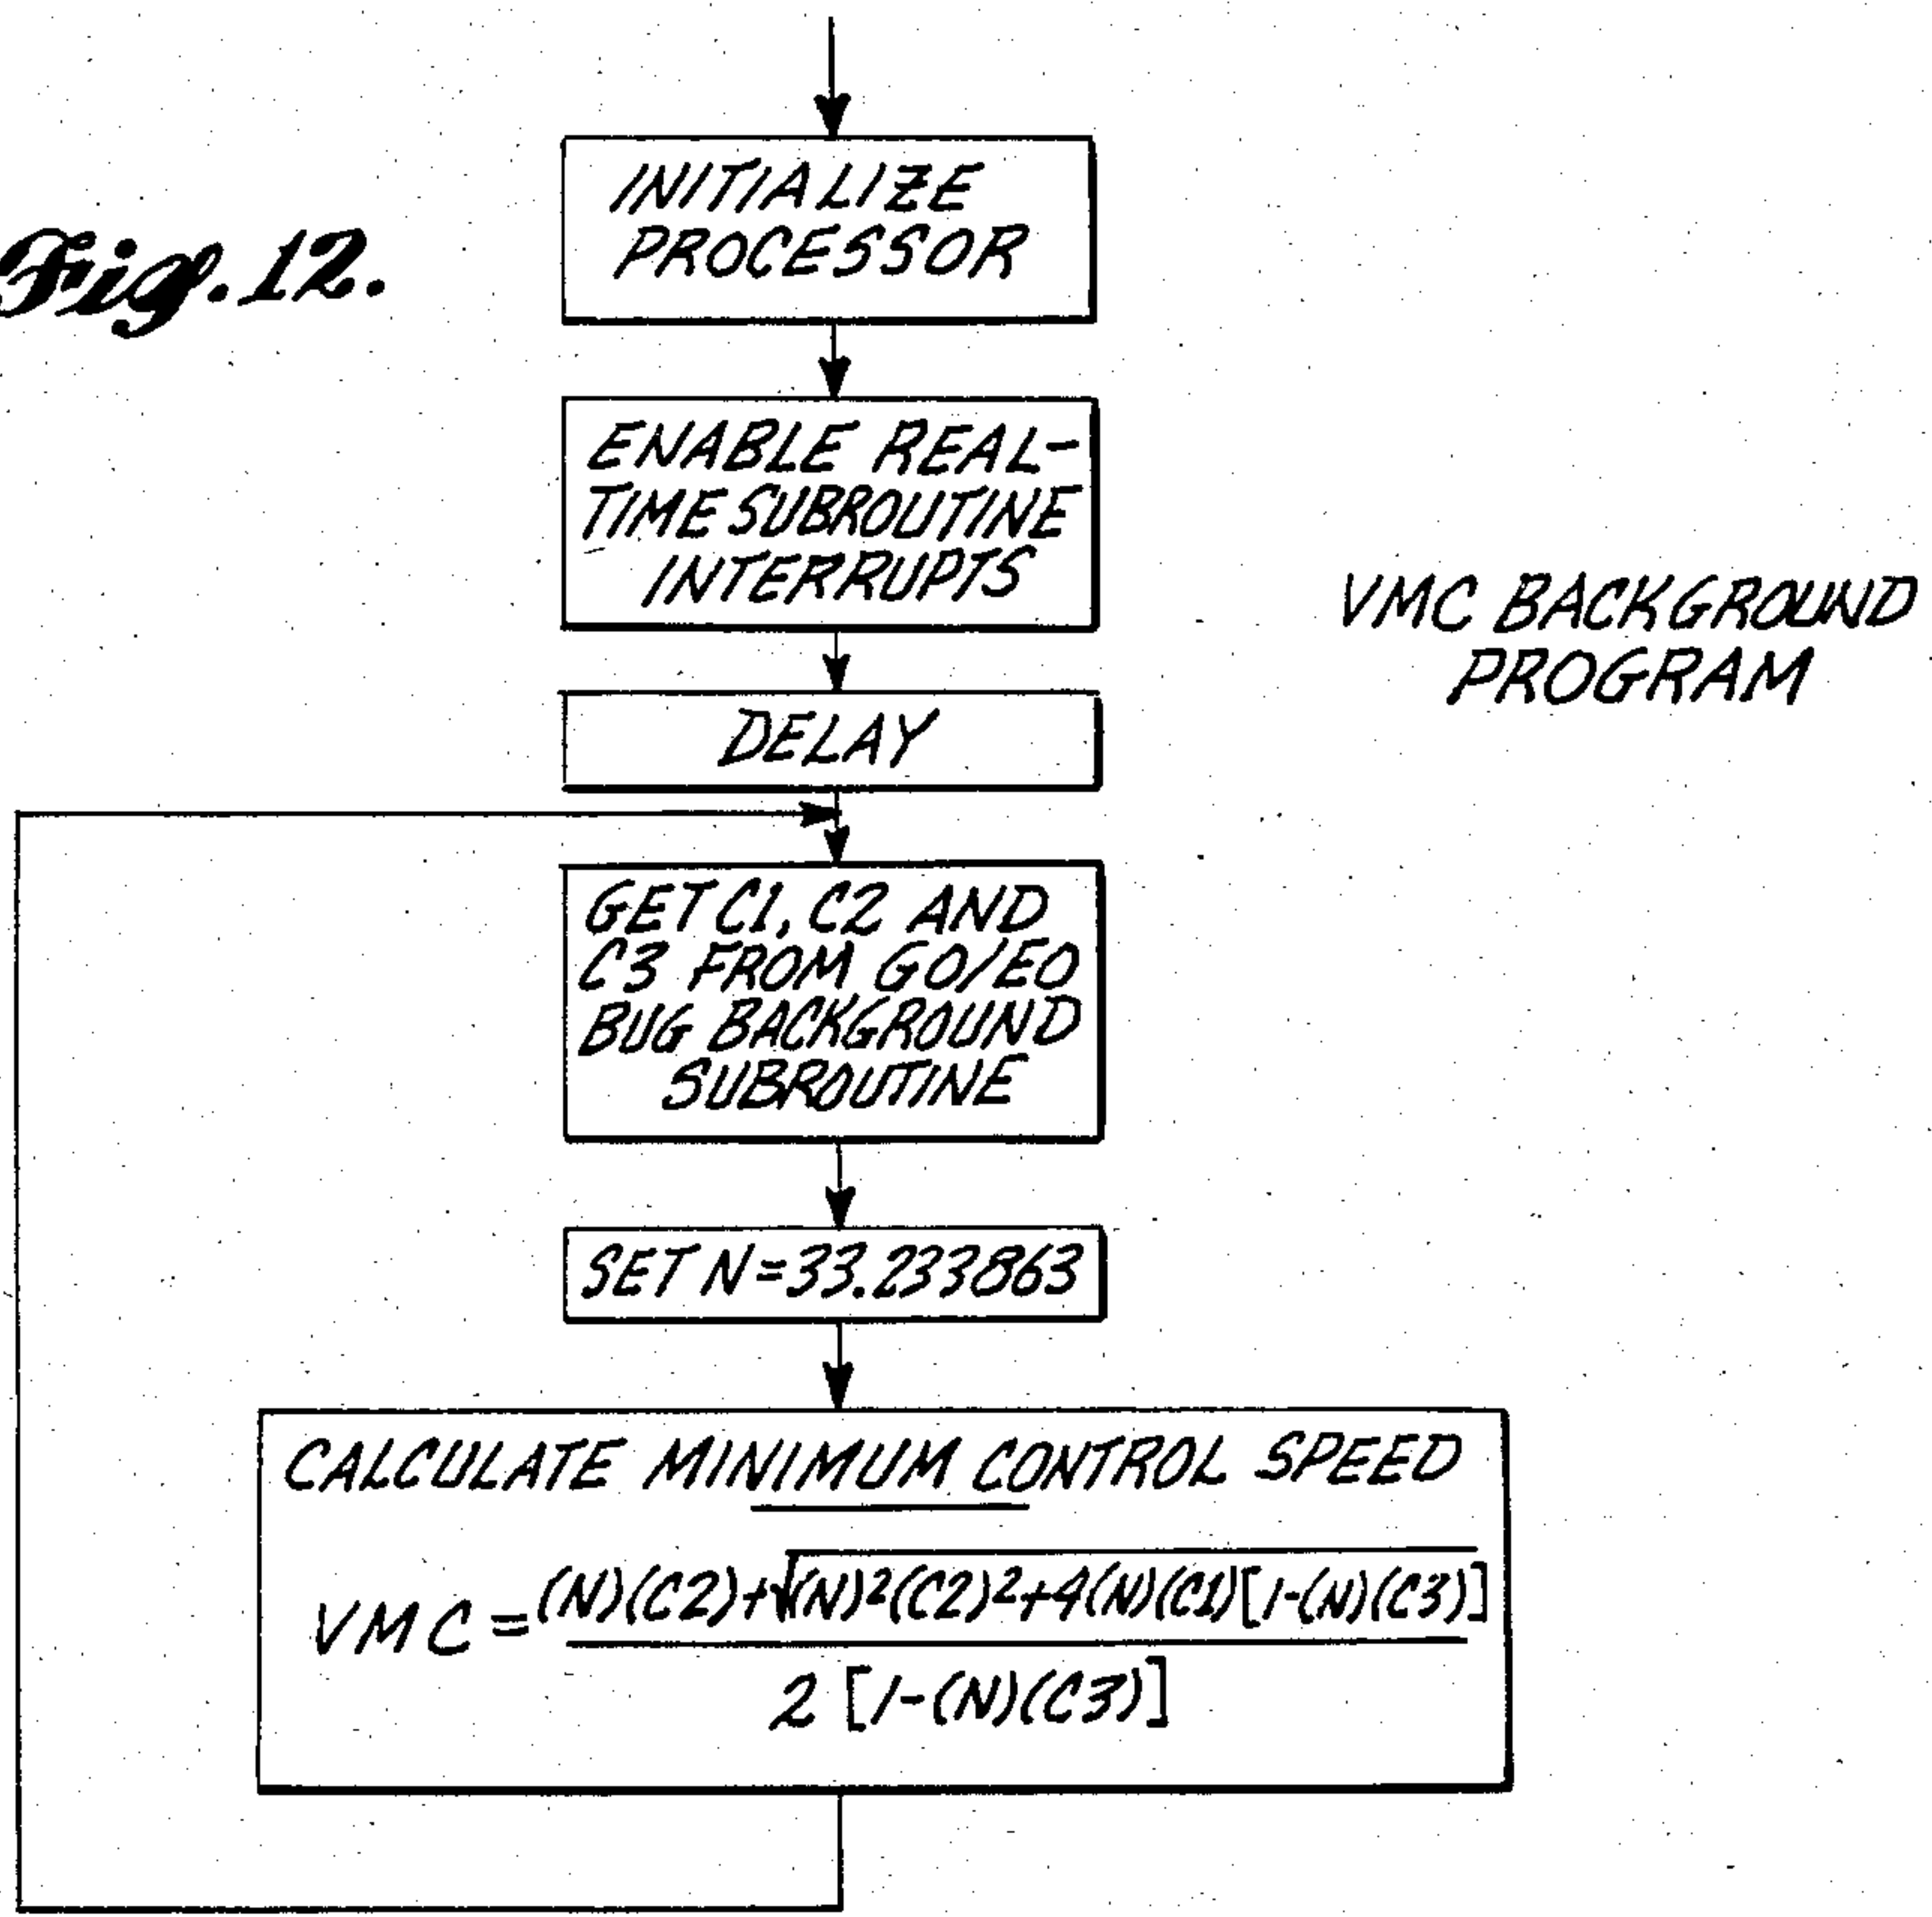 Fig. 12.
INITIALIZE
PROCESSOR
ENABLE REAL-
TIME SUBROUTINE
INTERRUPTS
VMC BACKGROUND
PROGRAM
DELAY
GET C1, C2 AND
C3 FROM GO/EO
BUG BACKGROUND
SUBROUTINE
SET N=33.233863
CALCULATE MINIMUM CONTROL SPEED
VMC = (N)(C2)+√(N)²(C2)²+4(N)(C1)[1-(N)(C3)]
2 [1-(N)(C3)]